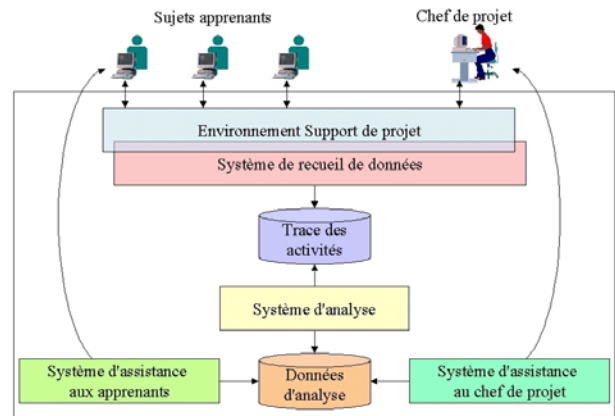 Sujets apprenants
Chef de projet
Environnement Support de projet
Système de recueil de données
Trace des
activités
Système d'analyse
Système d'assistance
aux apprenants
Données
d'analyse
Système d'assistance
au chef de projet